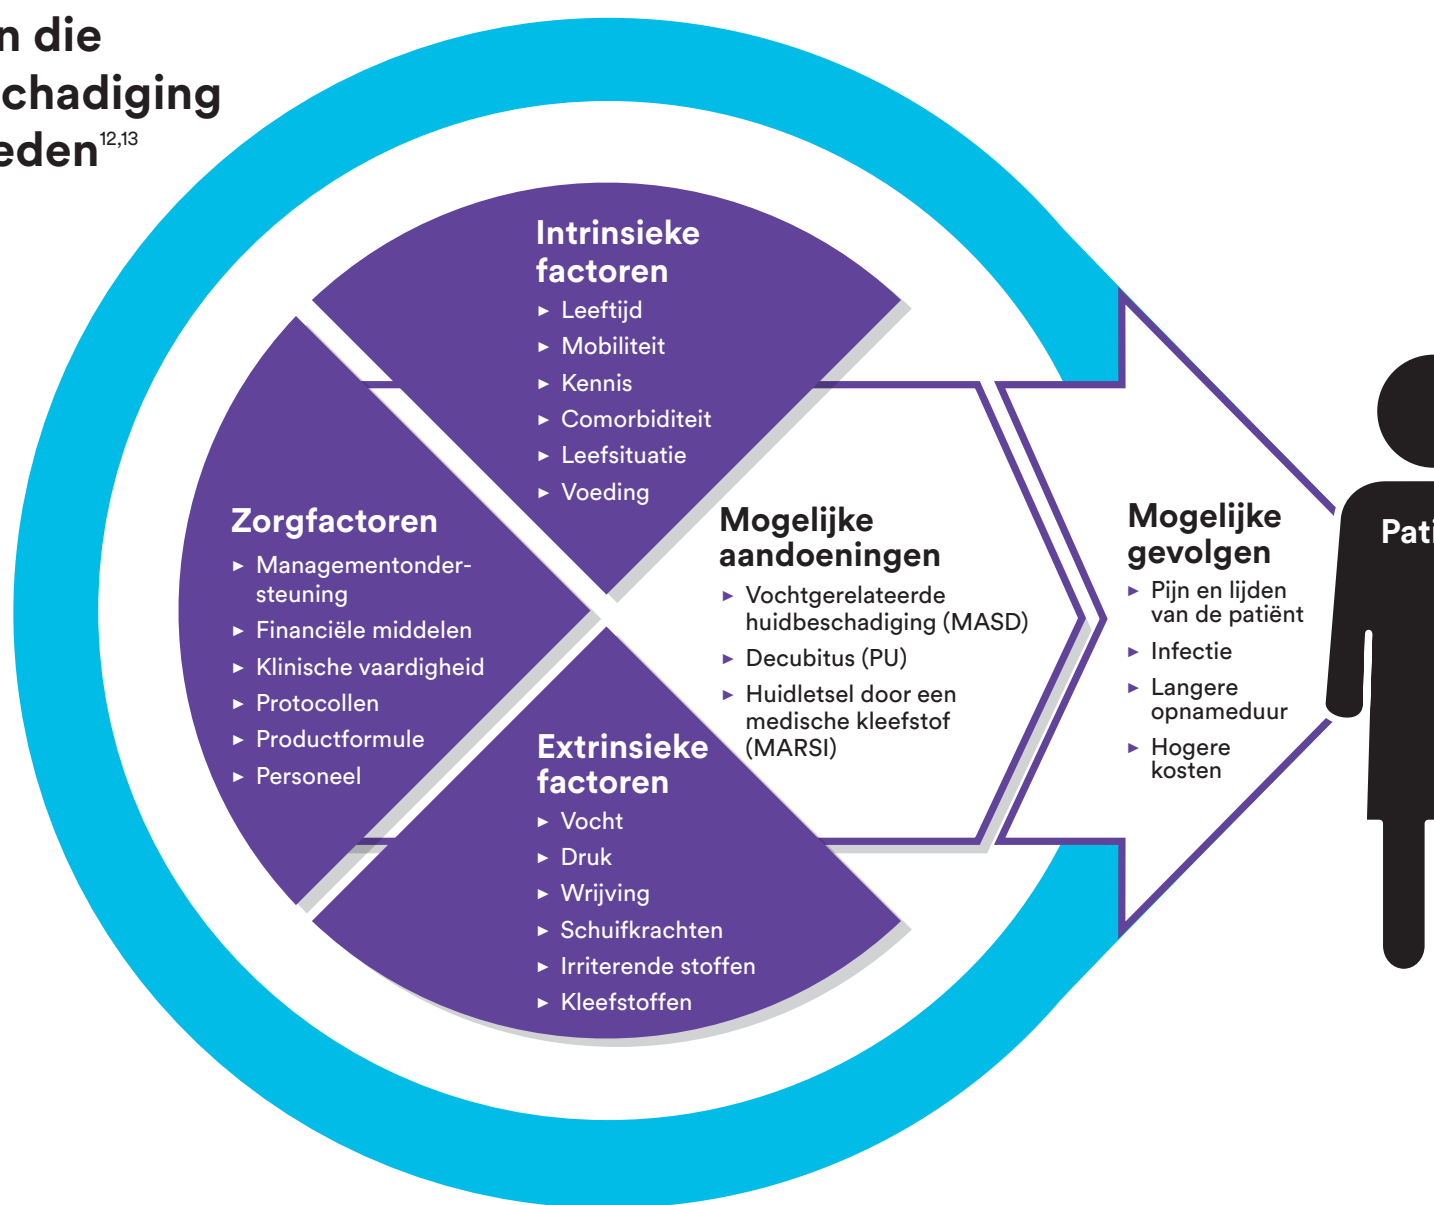 n die
chadiging
eden12,13
Intrinsieke
factoren
► Leeftijd
► Mobiliteit
► Kennis
► Comorbiditeit
► Leefsituatie
► Voeding
Zorgfactoren
► Managementonder-
steuning
► Financiële middelen
► Klinische vaardigheid
► Protocollen
► Productformule
► Personeel
Extrinsieke
factoren
► Vocht
► Druk
► Wrijving
► Schuifkrachten
► Irriterende stoffen
► Kleefstoffen
Mogelijke
aandoeningen
► Vochtgerelateerde
huidbeschadiging (MASD)
► Decubitus (PU)
► Huidletsel door een
medische kleefstof
(MARSI)
Mogelijke
gevolgen
► Pijn en lijden
van de patiënt
► Infectie
► Langere
opnameduur
► Hogere
kosten
Pati